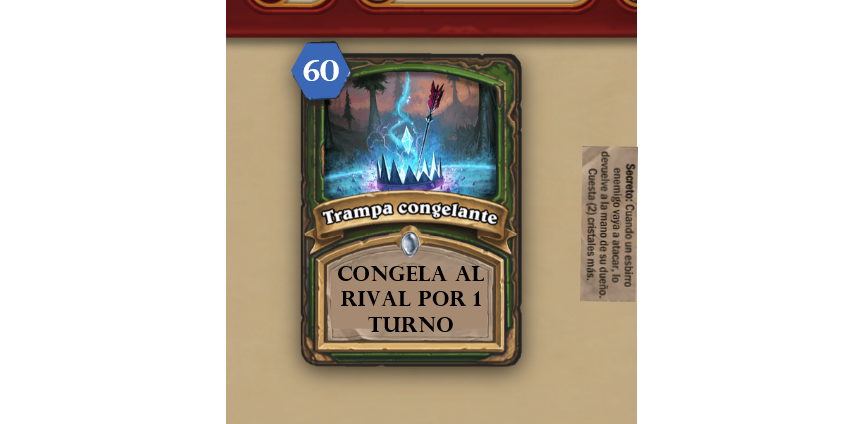 60
Trampa congelante
CONGELA AL
RIVAL POR 1
TURNO
Secreto: Cuando un esbirro
enemigo vaya a atacar, lo
devuelve a la mano de su dueño.
Cuesta (2) cristales más.